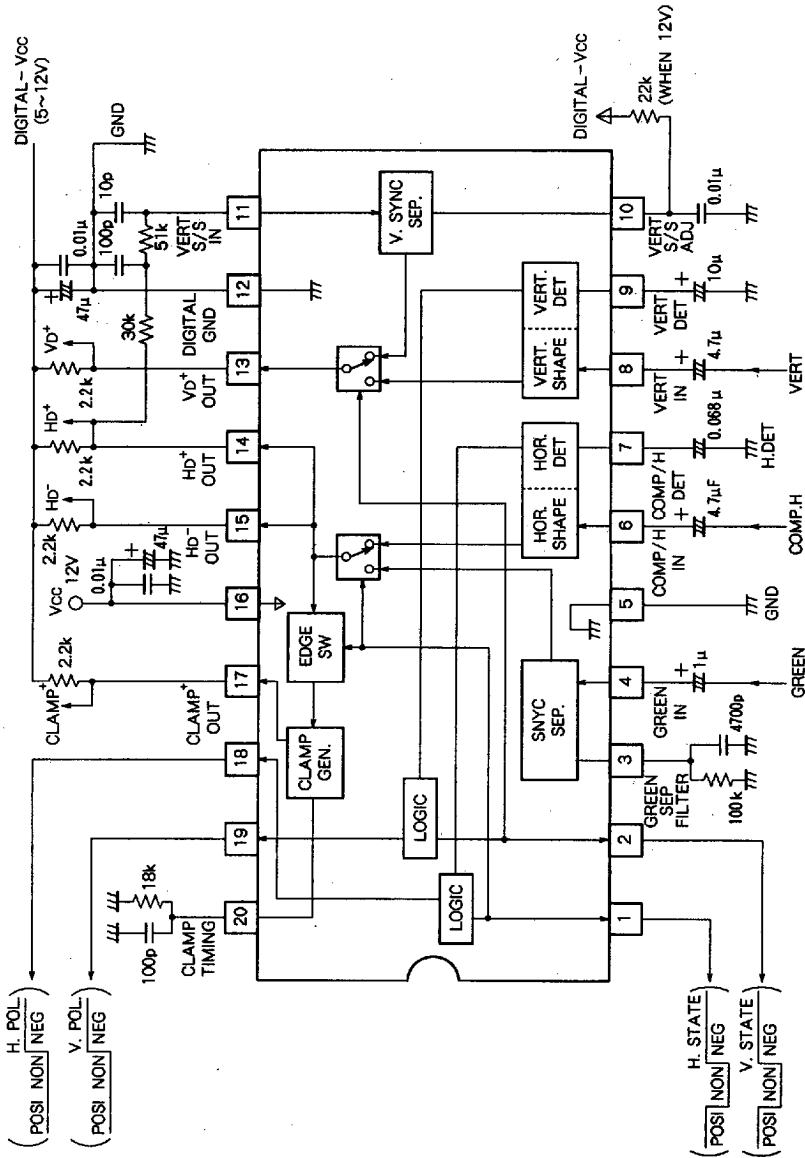 H. POL.
( POSI NON NEG )
V. POL.
( POSI NON NEG )
DIGITAL-VCC
(5~12V)
GND
CLAMP+
2.2k
VCC 12V
0.01μ
47μ
+
HD-
2.2k
HD+
2.2k
VD+
2.2k
47μ
+
0.01μ
100p
10p
30k
51k
100p
18k
CLAMP
TIMING
CLAMP+
OUT
HD-
OUT
HD+
OUT
VD+
OUT
DIGITAL
GND
VERT
S/S
IN
20
19
18
17
16
15
14
13
12
11
CLAMP
GEN.
EDGE
SW
V. SYNC
SEP.
LOGIC
LOGIC
SNYC
SEP.
HOR.
SHAPE
HOR.
DET
VERT.
SHAPE
VERT.
DET
1
2
3
4
5
6
7
8
9
10
GREEN
SEP
FILTER
GREEN
IN
COMP/H
IN
COMP/H
DET
VERT
IN
VERT
DET
VERT
S/S
ADJ
100k
4700p
+
1μ
GREEN
GND
+
4.7μF
COMP.H
0.068μ
H.DET
+
4.7μ
VERT
+
10μ
0.01μ
DIGITAL-VCC
22k
(WHEN 12V)
H. STATE
( POSI NON NEG )
V. STATE
( POSI NON NEG )